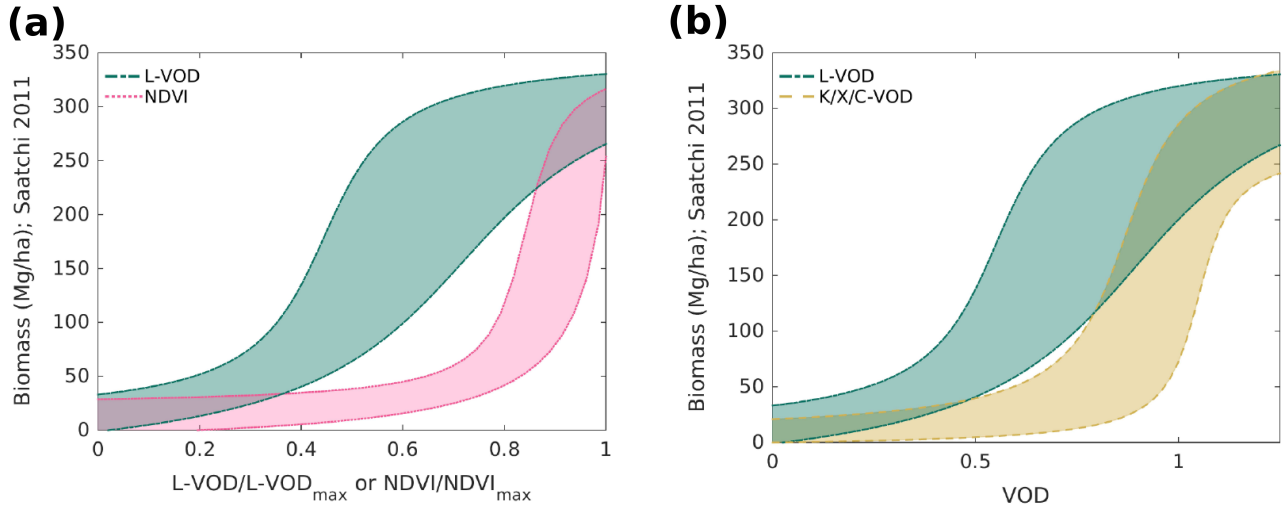 (a)
350
300
250
200
150
100
50
0
Biomass (Mg/ha); Saatchi 2011
L-VOD
NDVI
0 0.2 0.4 0.6 0.8 1
L-VOD/L-VODmax or NDVI/NDVImax
(b)
350
300
250
200
150
100
50
0
Biomass (Mg/ha); Saatchi 2011
L-VOD
K/X/C-VOD
0 0.5 1
VOD